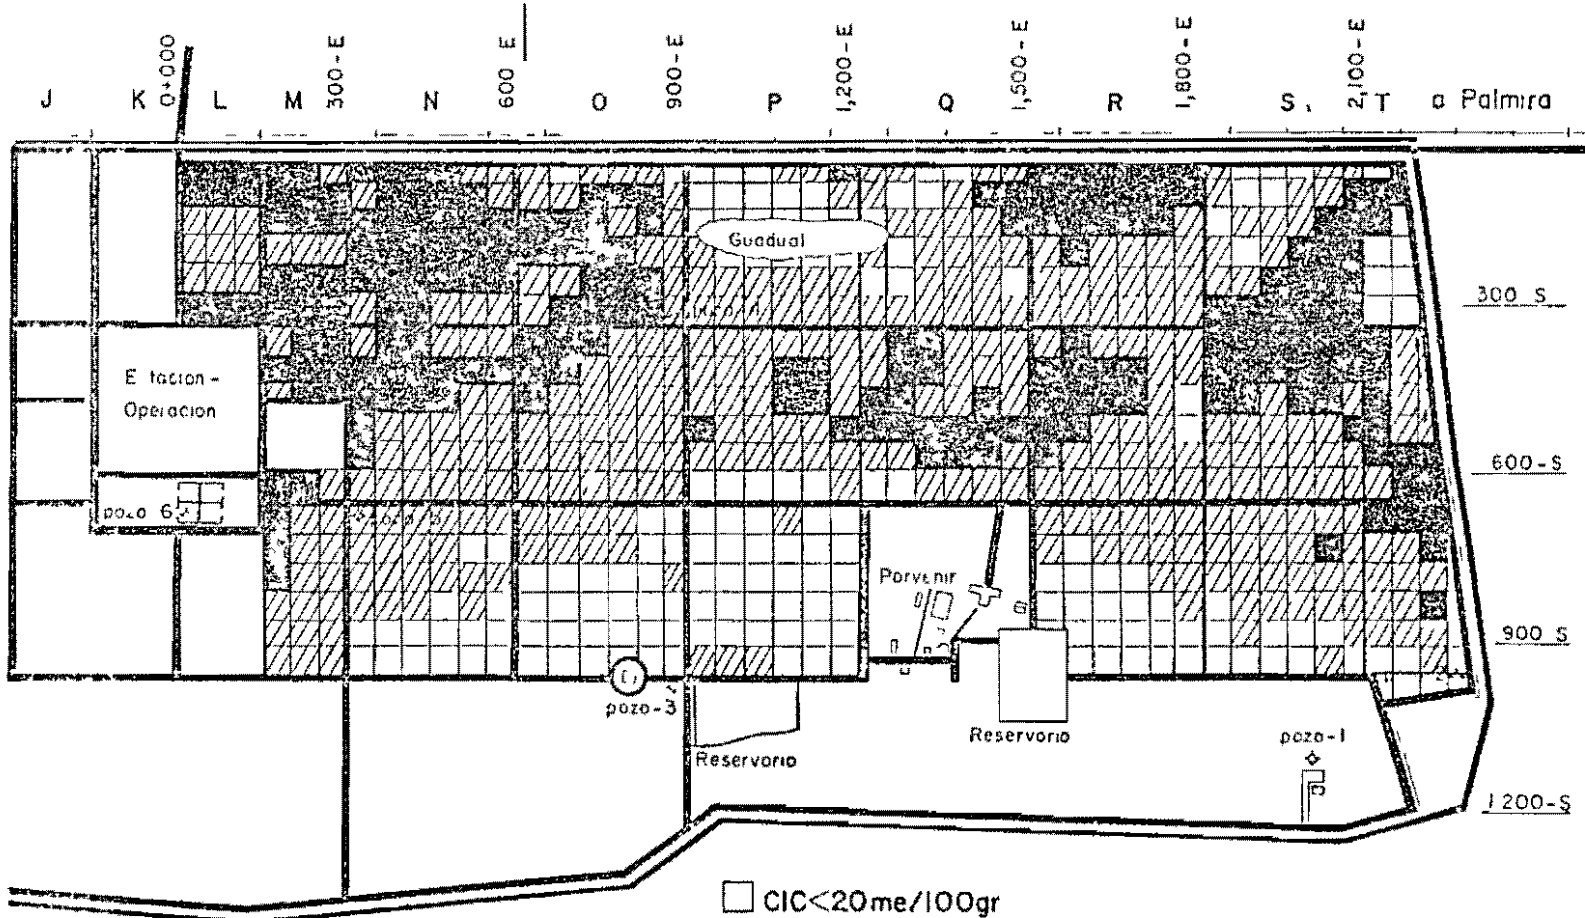 J K 0+000 L M 300-E N 600 E O 900-E P 1,200-E Q 1,500-E R 1,800-E S 2,100-E T a Palmira
Guadual
300 S
E tacion-
Operacion
600-S
pozo 6
Porvenir
900 S
pozo-3
Reservorio
Reservorio
pozo-1
1200-S
CIC<20me/100gr